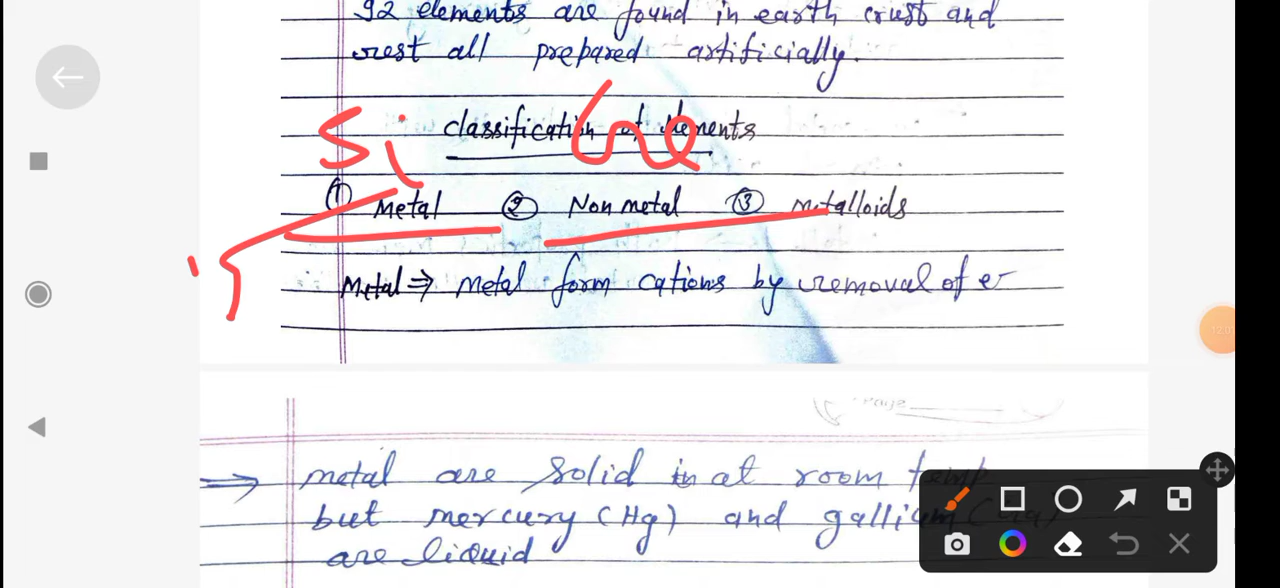 92 elements are found in earth crust and
rest all prepared artificially.
Si Ge
classification of elements
① Metal ② Non metal ③ Metalloids
Metal ⇒ Metal form cations by removal of e-
Page
⇒ metal are solid in at room temp
but mercury (Hg) and gallium (Ga)
are liquid